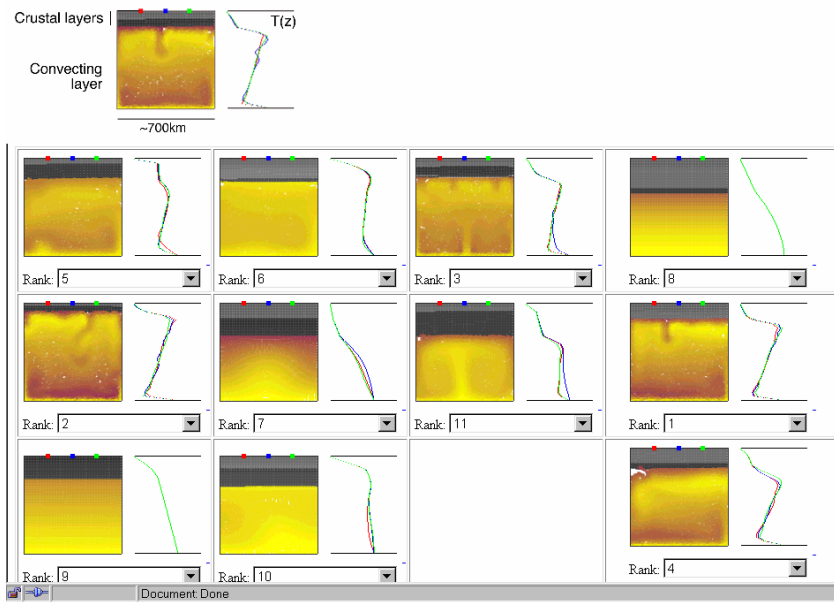 Crustal layers
T(z)
Convecting
layer
~700km
Rank: 5
Rank: 6
Rank: 3
Rank: 8
Rank: 2
Rank: 7
Rank: 11
Rank: 1
Rank: 9
Rank: 10
Rank: 4
Document: Done